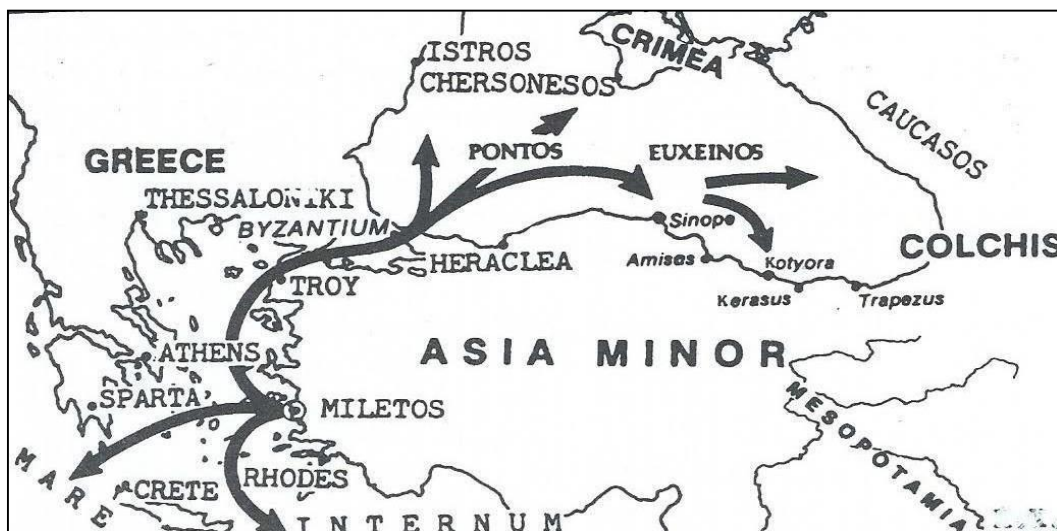 CRIMEA
ISTROS
CHERSONESOS
CAUCASOS
GREECE
PONTOS EUXEINOS
THESSALONIKI
BYZANTIUM
Sinope
COLCHIS
HERACLEA
Amisas
Kotyora
TROY
Kerasus
Trapezus
ATHENS
ASIA MINOR
SPARTA
MILETOS
MESOPOTAMIA
RHODES
CRETE
MARE INTERNUM